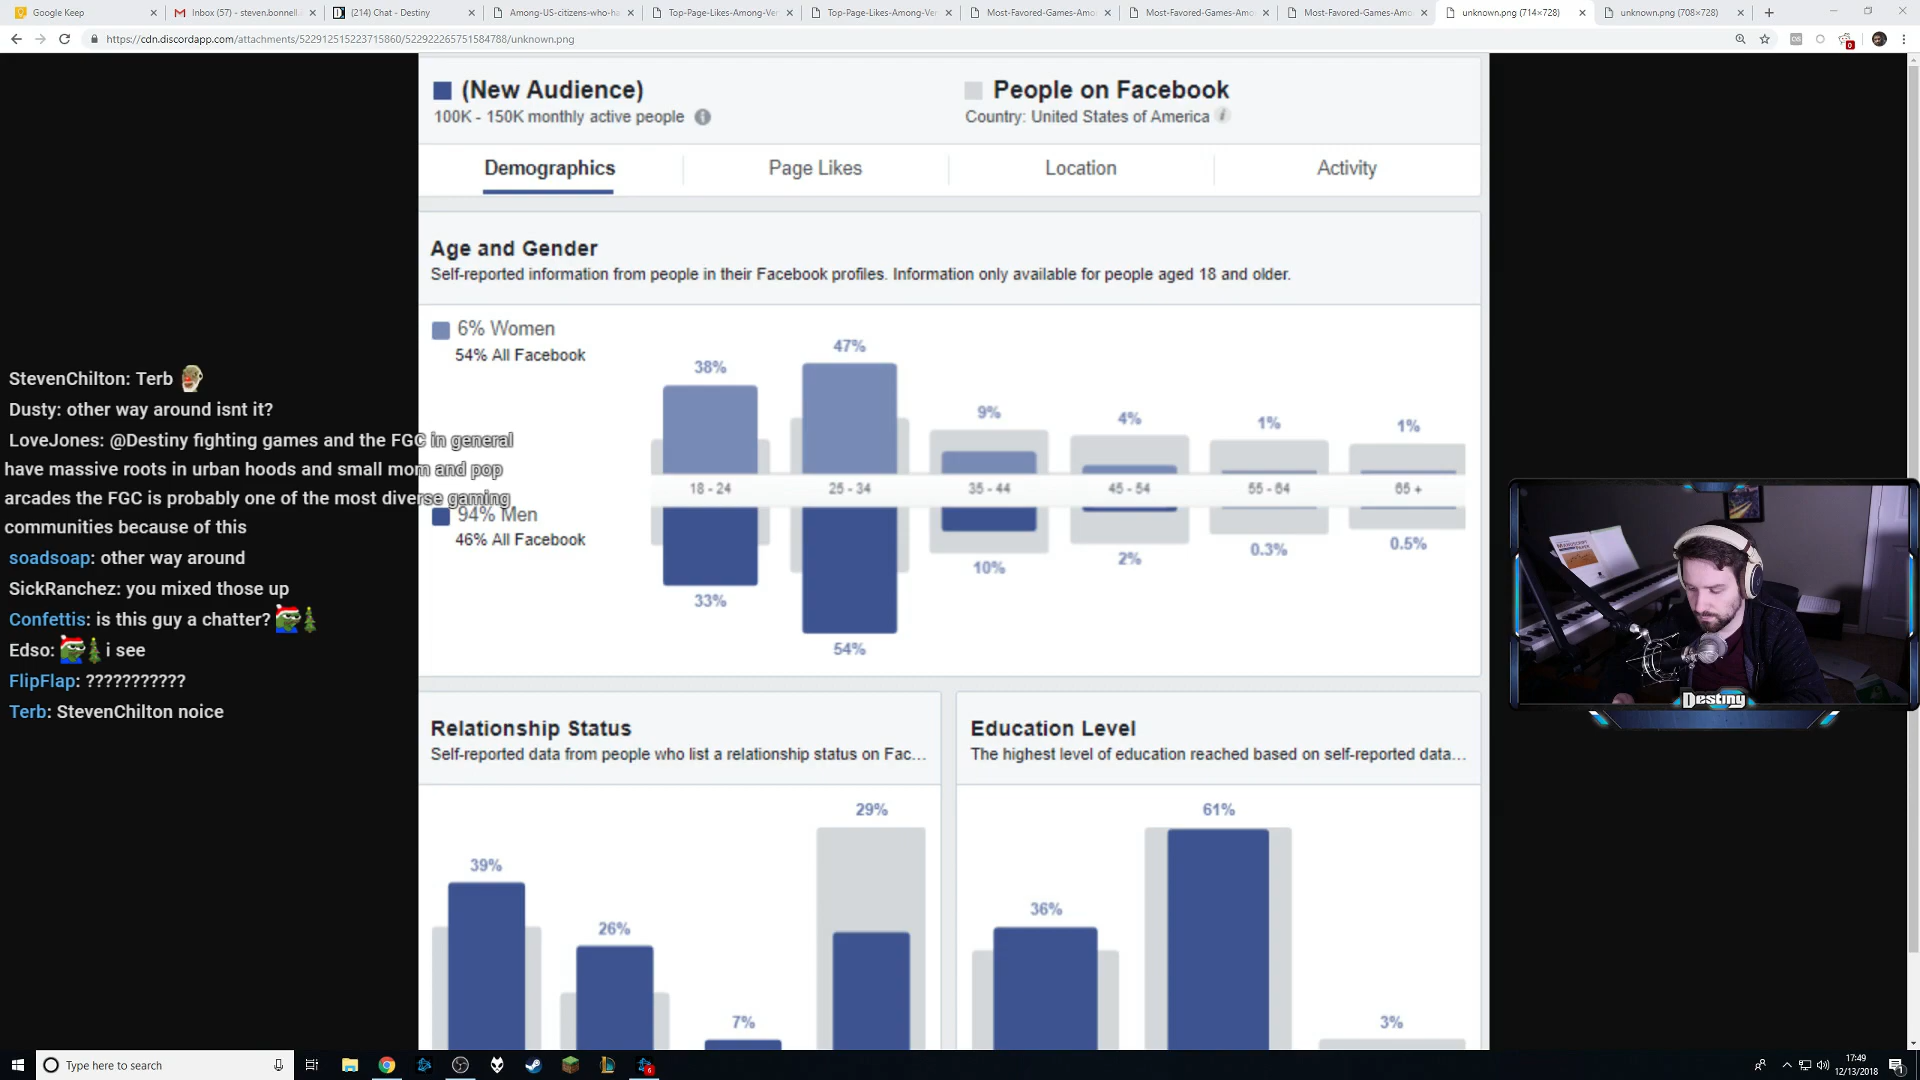 Google Keep
Inbox (57) - steven.bonnell
(214) Chat - Destiny
Among-US-citizens-who-ha
Top-Page-Likes-Among-Ver
Top-Page-Likes-Among-Ver
Most-Favored-Games-Amo
Most-Favored-Games-Amo
Most-Favored-Games-Amo
unknown.png (714×728)
unknown.png (708×728)
https://cdn.discordapp.com/attachments/522912515223715860/522922265751584788/unknown.png
(New Audience)
100K - 150K monthly active people
People on Facebook
Country: United States of America
Demographics
Page Likes
Location
Activity
Age and Gender
Self-reported information from people in their Facebook profiles. Information only available for people aged 18 and older.
6% Women
54% All Facebook
38%
47%
9%
4%
1%
1%
18 - 24
25 - 34
35 - 44
45 - 54
55 - 64
65 +
94% Men
46% All Facebook
33%
54%
10%
2%
0.3%
0.5%
StevenChilton: Terb
Dusty: other way around isnt it?
LoveJones: @Destiny fighting games and the FGC in general
have massive roots in urban hoods and small mom and pop
arcades the FGC is probably one of the most diverse gaming
communities because of this
soadsoap: other way around
SickRanchez: you mixed those up
Confettis: is this guy a chatter?
Edso: i see
FlipFlap: ???????????
Terb: StevenChilton noice
Destiny
Relationship Status
Self-reported data from people who list a relationship status on Fac...
39%
26%
7%
29%
Education Level
The highest level of education reached based on self-reported data...
36%
61%
3%
Type here to search
17:49
12/13/2018